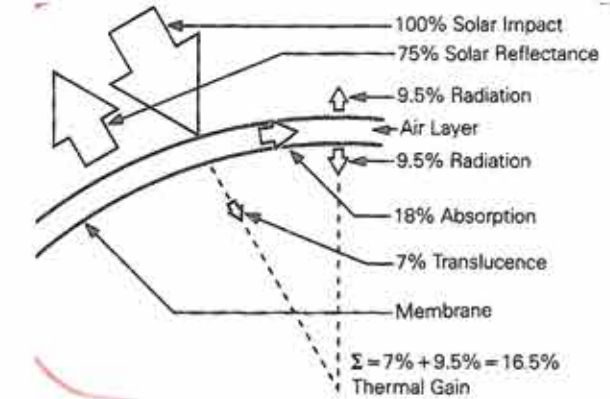 100% Solar Impact
75% Solar Reflectance
9.5% Radiation
Air Layer
9.5% Radiation
18% Absorption
7% Translucence
Membrane
Σ = 7% + 9.5% = 16.5%
Thermal Gain